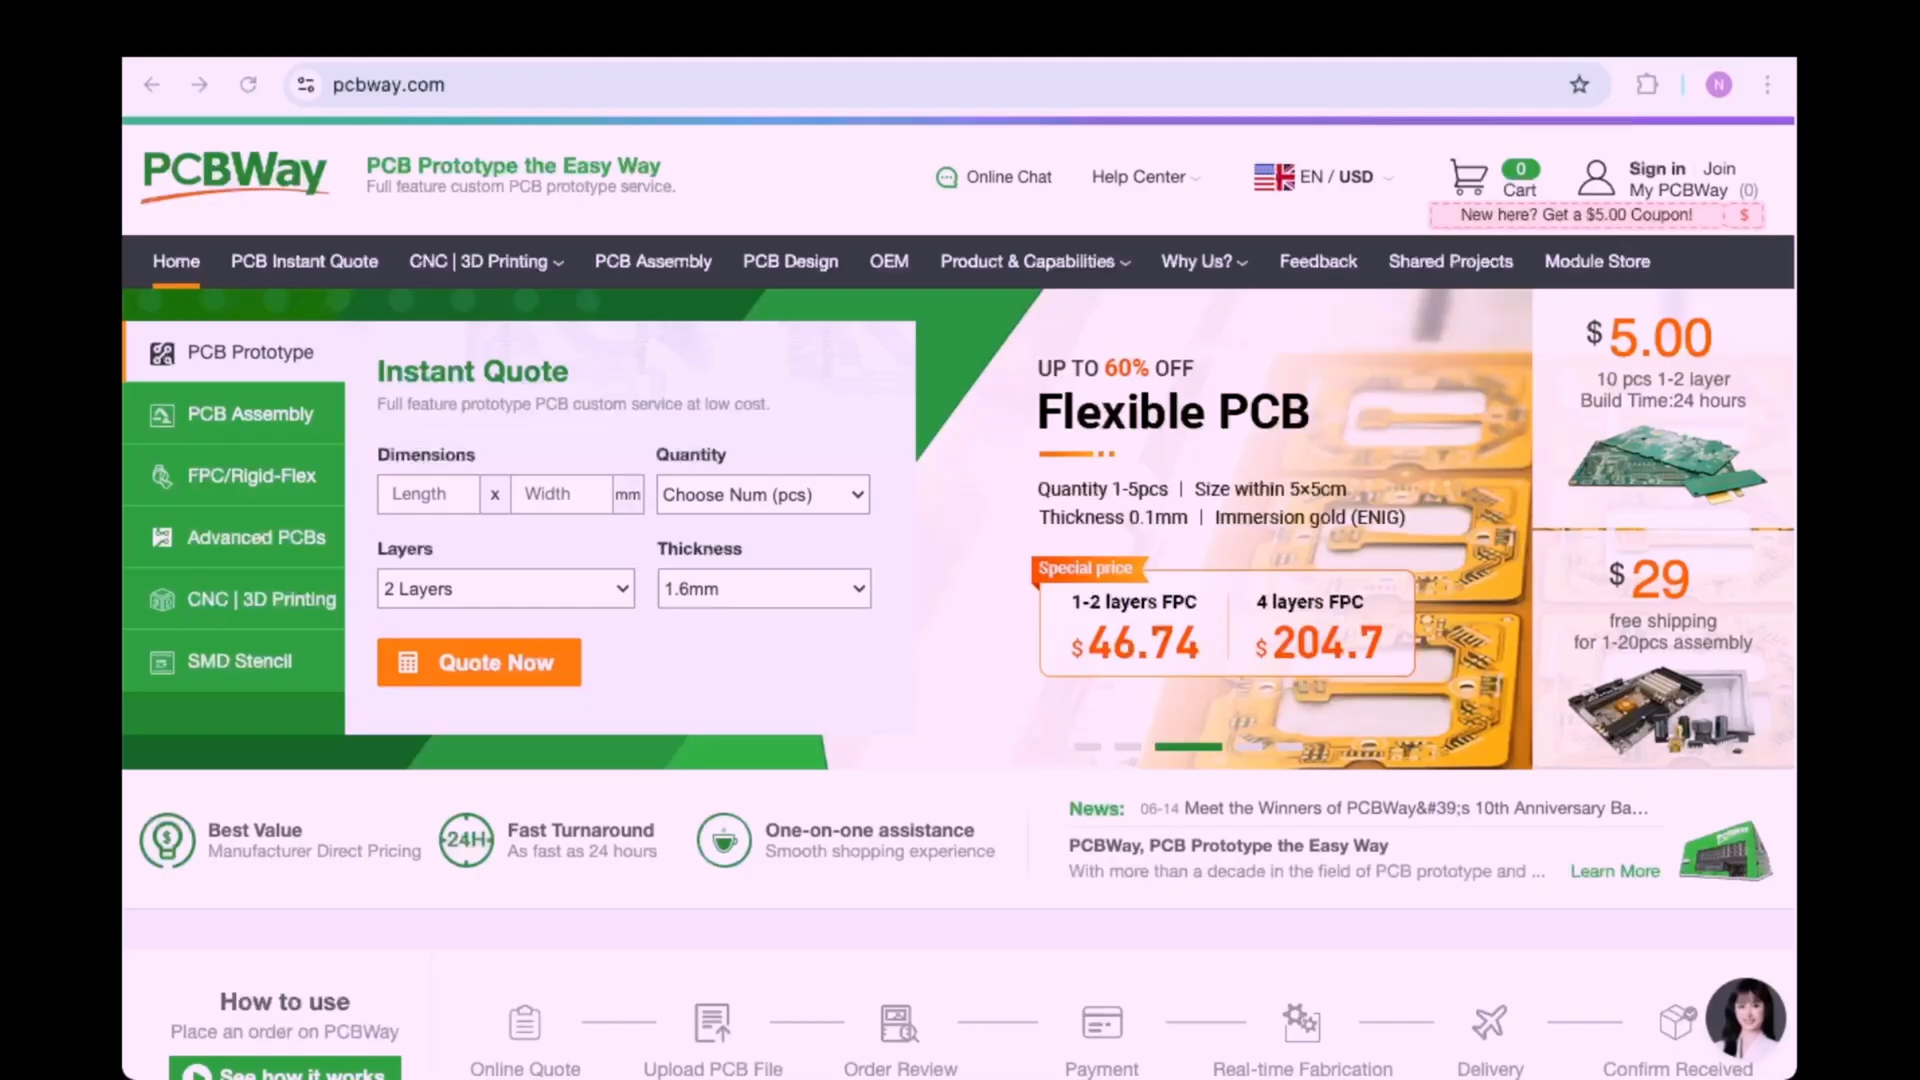 pcbway.com
N
PCBWay
PCB Prototype the Easy Way
Full feature custom PCB prototype service.
Online Chat
Help Center
EN / USD
0
Cart
Sign in Join
My PCBWay (0)
New here? Get a $5.00 Coupon! $
Home PCB Instant Quote CNC | 3D Printing PCB Assembly PCB Design OEM Product & Capabilities Why Us? Feedback Shared Projects Module Store
PCB Prototype
PCB Assembly
FPC/Rigid-Flex
Advanced PCBs
CNC | 3D Printing
SMD Stencil
Instant Quote
Full feature prototype PCB custom service at low cost.
Dimensions Quantity
Length x Width mm Choose Num (pcs)
Layers Thickness
2 Layers 1.6mm
Quote Now
UP TO 60% OFF
Flexible PCB
Quantity 1-5pcs | Size within 5×5cm
Thickness 0.1mm | Immersion gold (ENIG)
Special price
1-2 layers FPC 4 layers FPC
$46.74 $204.7
$5.00
10 pcs 1-2 layer
Build Time:24 hours
$29
free shipping
for 1-20pcs assembly
Best Value
Manufacturer Direct Pricing
24H
Fast Turnaround
As fast as 24 hours
One-on-one assistance
Smooth shopping experience
News: 06-14 Meet the Winners of PCBWay&#39;s 10th Anniversary Ba...
PCBWay, PCB Prototype the Easy Way
With more than a decade in the field of PCB prototype and ... Learn More
How to use
Place an order on PCBWay
See how it works
Online Quote Upload PCB File Order Review Payment Real-time Fabrication Delivery Confirm Received